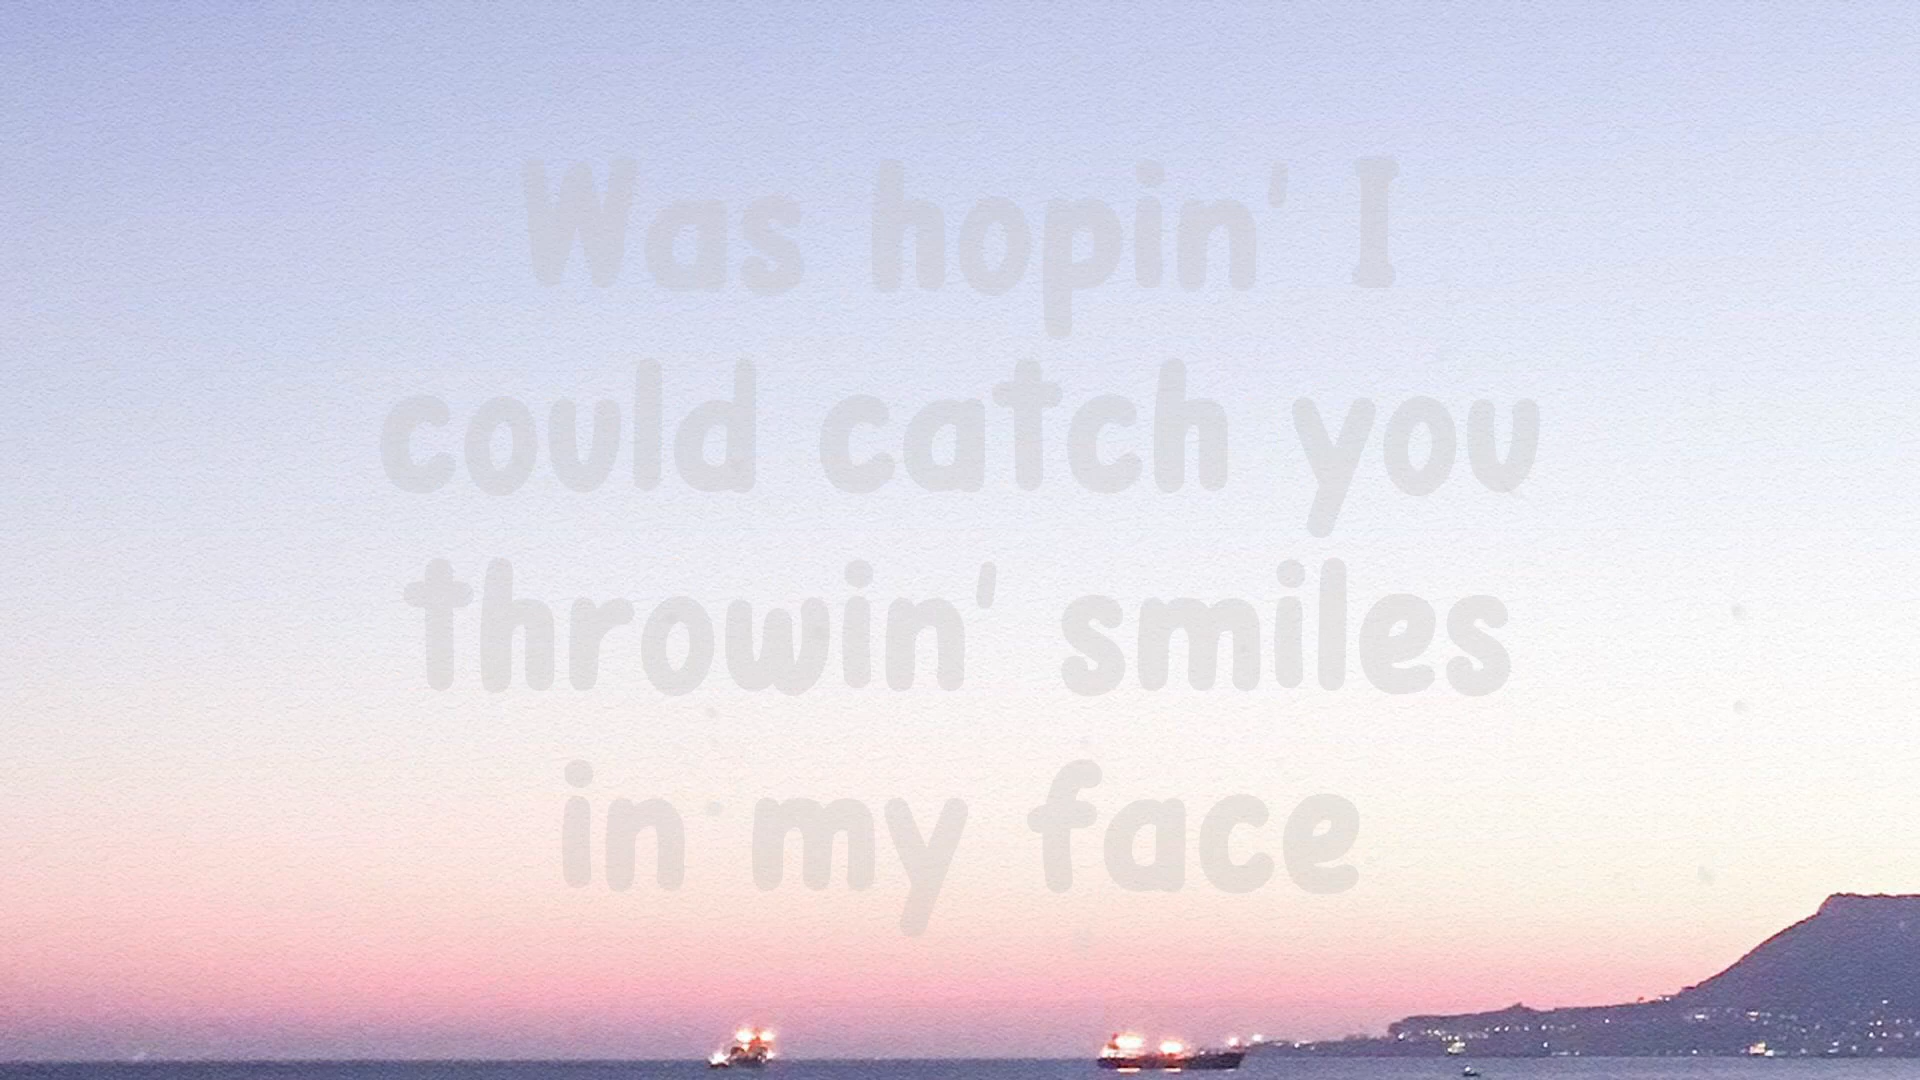 Was hopin' I
could catch you
throwin' smiles
in my face